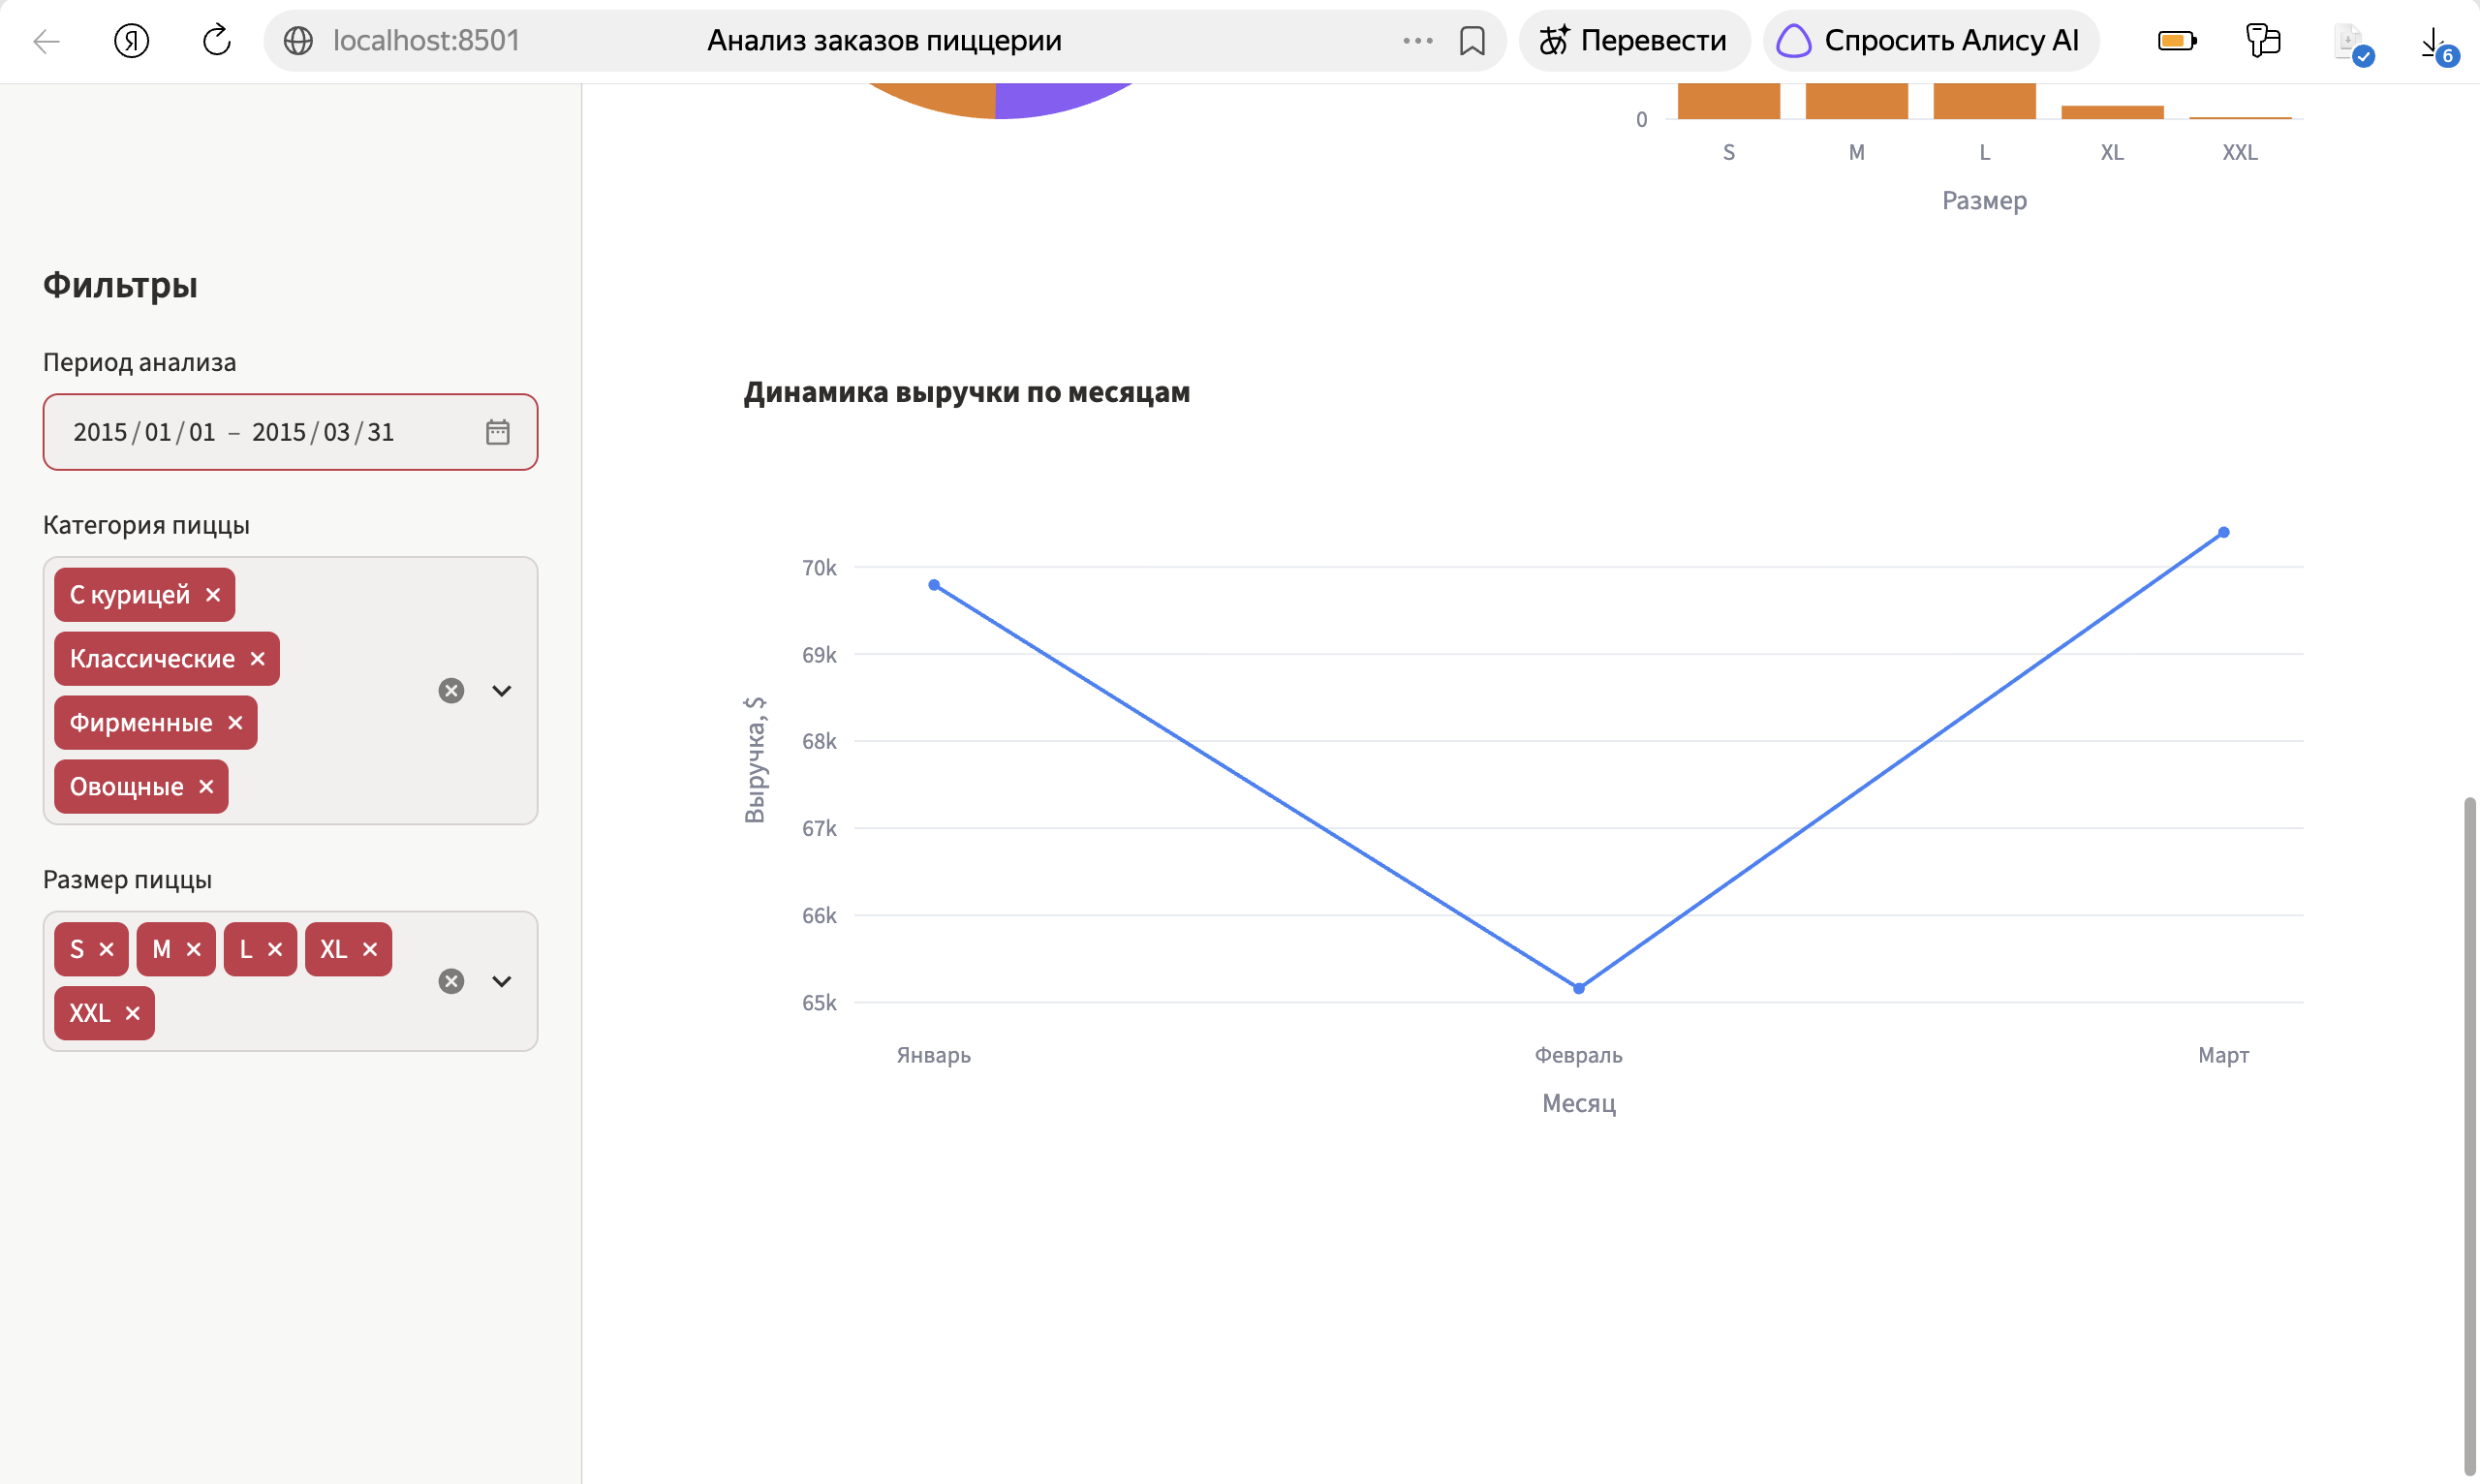 localhost:8501
Анализ заказов пиццерии
Перевести
Спросить Алису AI
6
Фильтры
Период анализа
2015/01/01 – 2015/03/31
Категория пиццы
С курицей
Классические
Фирменные
Овощные
Размер пиццы
S M L XL
XXL
0
S M L XL XXL
Размер
Динамика выручки по месяцам
Выручка, $
70k
69k
68k
67k
66k
65k
Январь Февраль Март
Месяц